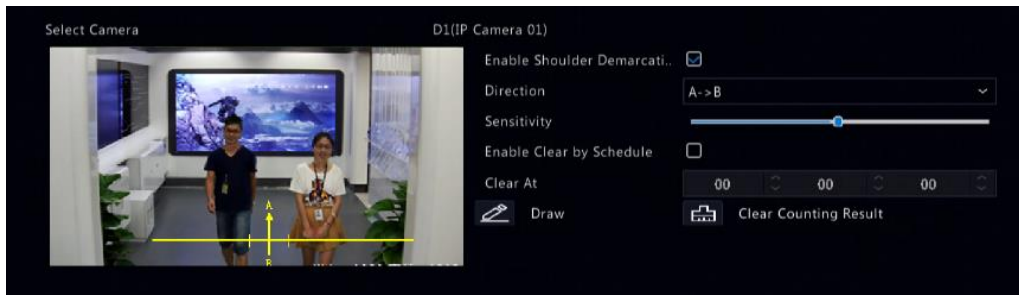 Select Camera
D1(IP Camera 01)
Enable Shoulder Demarcati..
Direction
A->B
Sensitivity
Enable Clear by Schedule
Clear At
00 00 00
Draw
Clear Counting Result
A
B